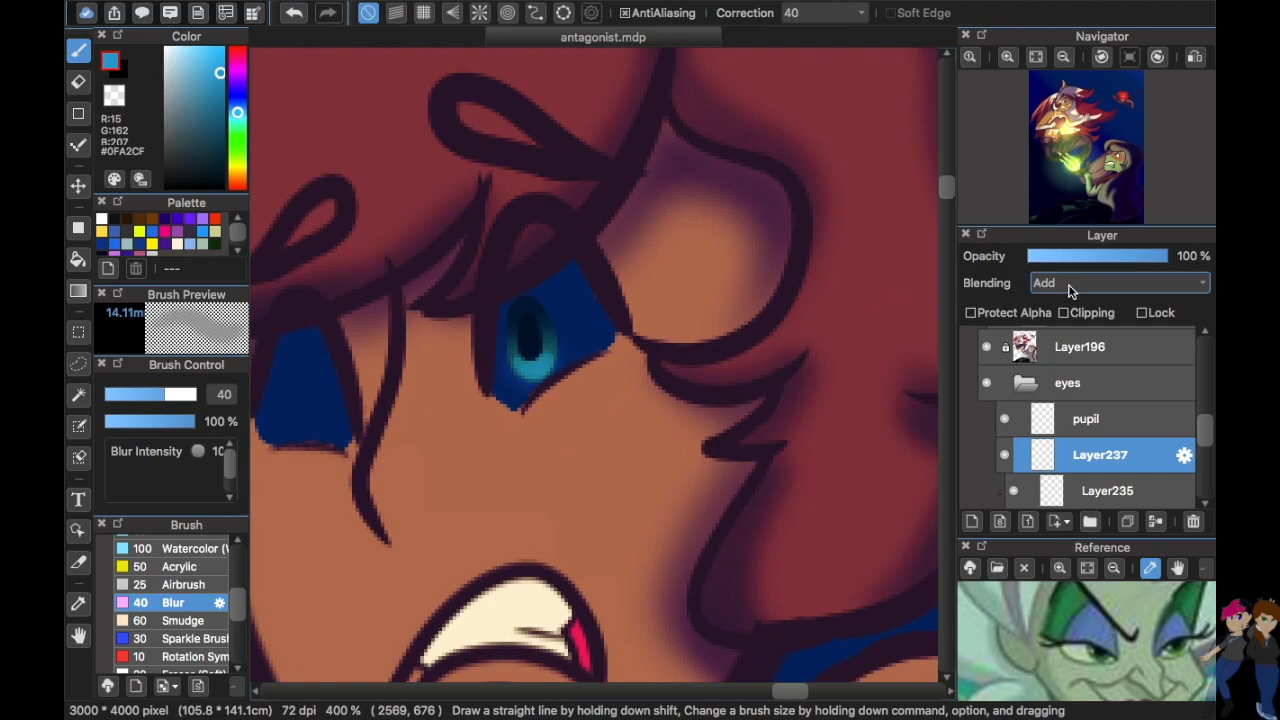 AntiAliasing Correction 40 Soft Edge
antagonist.mdp
Color
R:15
G:162
B:207
#0FA2CF
Palette
---
Brush Preview
14.11m
Brush Control
40
100 %
Blur Intensity 10
Brush
100 Watercolor (
50 Acrylic
25 Airbrush
40 Blur
60 Smudge
30 Sparkle Brus
10 Rotation Sym
Navigator
Layer
Opacity 100 %
Blending Add
Protect Alpha Clipping Lock
Layer196
eyes
pupil
Layer237
Layer235
Reference
3000 * 4000 pixel (105.8 * 141.1cm) 72 dpi 400 % ( 2569, 676 ) Draw a straight line by holding down shift, Change a brush size by holding down command, option, and dragging